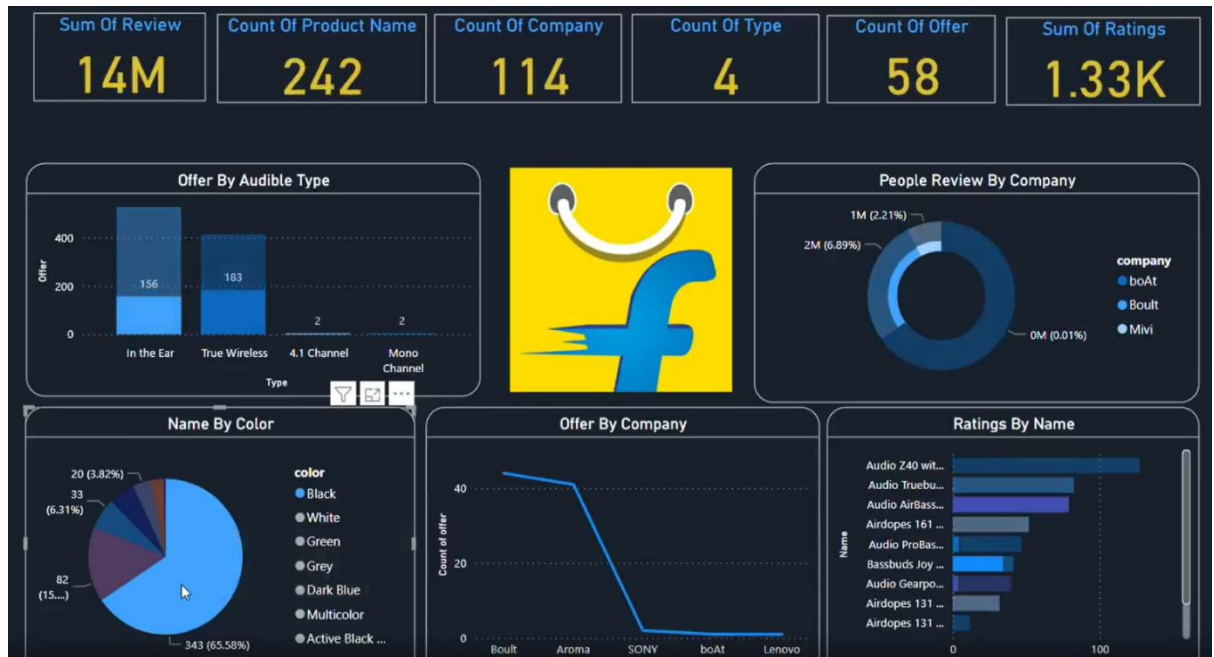 Sum Of Review
14M
Count Of Product Name
242
Count Of Company
114
Count Of Type
4
Count Of Offer
58
Sum Of Ratings
1.33K
Offer By Audible Type
400
200
0
Offer
156
183
2
2
In the Ear
True Wireless
4.1 Channel
Mono
Channel
Type
f
People Review By Company
1M (2.21%)
2M (6.89%)
0M (0.01%)
company
boAt
Boult
Mivi
Name By Color
20 (3.82%)
33
(6.31%)
82
(15....)
343 (65.58%)
color
Black
White
Green
Grey
Dark Blue
Multicolor
Active Black ...
Offer By Company
Count of offer
40
20
0
Boult
Aroma
SONY
boAt
Lenovo
Ratings By Name
Name
Audio Z40 wit...
Audio Truebu...
Audio AirBass...
Airdopes 161 ...
Audio ProBas...
Bassbuds Joy ...
Audio Gearpo...
Airdopes 131 ...
Airdopes 131 ...
0
100